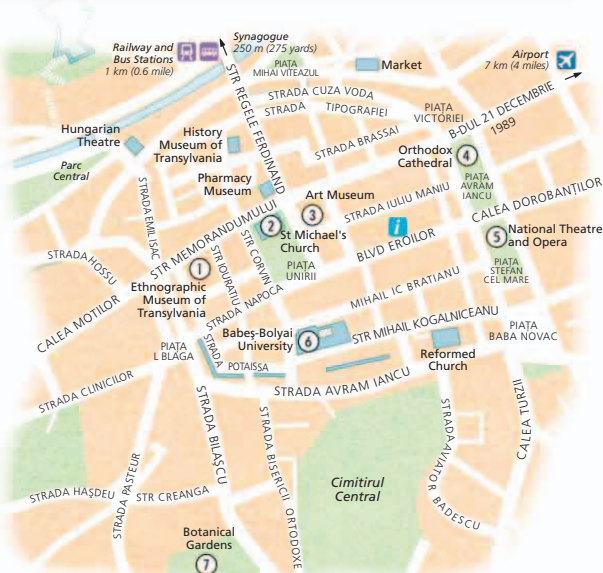 Synagogue
250 m (275 yards)
Railway and
Bus Stations
1 km (0.6 mile)
PIAȚA
MIHAI VITEAZUL
Market
Airport
7 km (4 miles)
STR REGELE FERDINAND
STRADA CUZA VODA
STRADA TIPOGRAFIEI
PIAȚA
VICTORIEI
B-DUL 21 DECEMBRIE
1989
Hungarian
Theatre
History
Museum of
Transylvania
STRADA BRASSAI
Orthodox
Cathedral
4
Parc
Central
Pharmacy
Museum
PIAȚA
AVRAM
IANCU
Art Museum
3
STRADA IULIU MANIU
CALEA DOROBANȚILOR
STRADA EMIL ISAC
STR MEMORANDUMULUI
2
St Michael's
Church
i
BLVD EROILOR
5
National Theatre
and Opera
STRADA HOSSU
1
STR IOURATIU
STR CORVIN
PIAȚA
UNIRII
PIAȚA
STEFAN
CEL MARE
Ethnographic
Museum of
Transylvania
STRADA NAPOCA
MIHAIL IC BRATIANU
CALEA MOTILOR
Babeș-Bolyai
University
6
STR MIHAIL KOGALNICEANU
PIAȚA
BABA NOVAC
PIAȚA
L BLAGA
STRADA
POTAISSA
Reformed
Church
STRADA CLINICILOR
STRADA AVRAM IANCU
STRADA BILAȘCU
STRADA BISERICII ORTODOXE
STRADA AVIATOR BADESCU
CALEA TURZII
Cimitirul
Central
STRADA HAȘDEU
STRADA PASTEUR
STR CREANGA
Botanical
Gardens
7